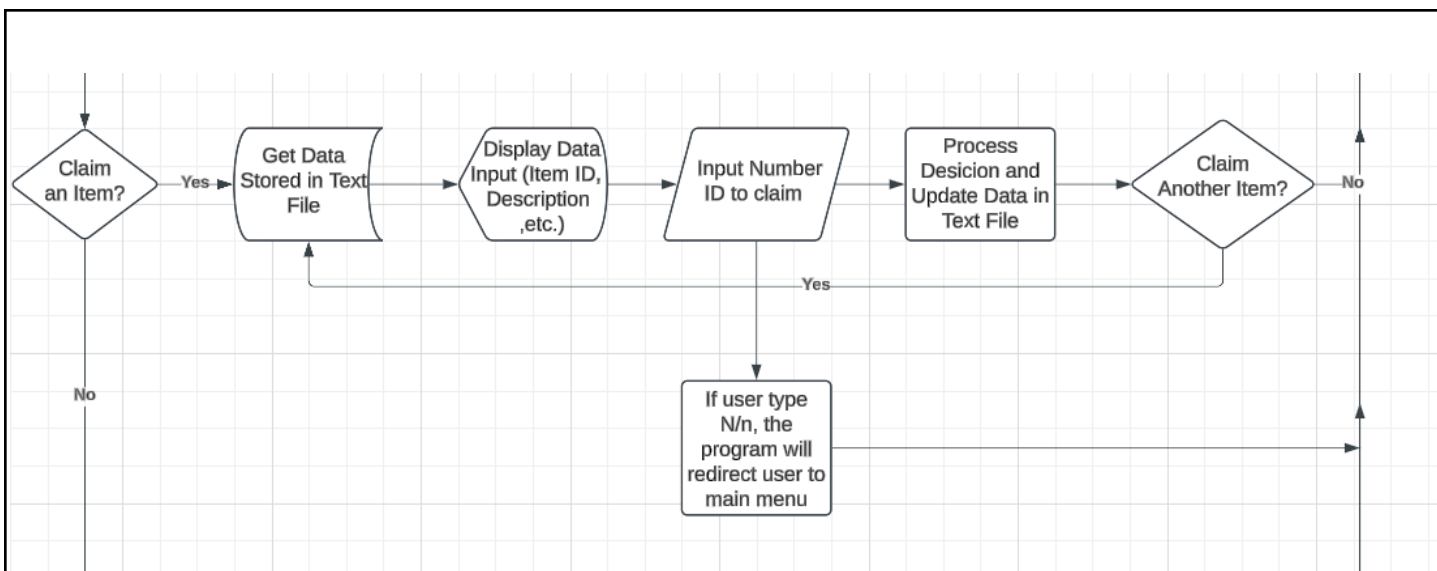 Claim
an Item?
Yes
Get Data
Stored in Text
File
Display Data
Input (Item ID,
Description
,etc.)
Input Number
ID to claim
Process
Desicion and
Update Data in
Text File
Claim
Another Item?
No
Yes
No
If user type
N/n, the
program will
redirect user to
main menu